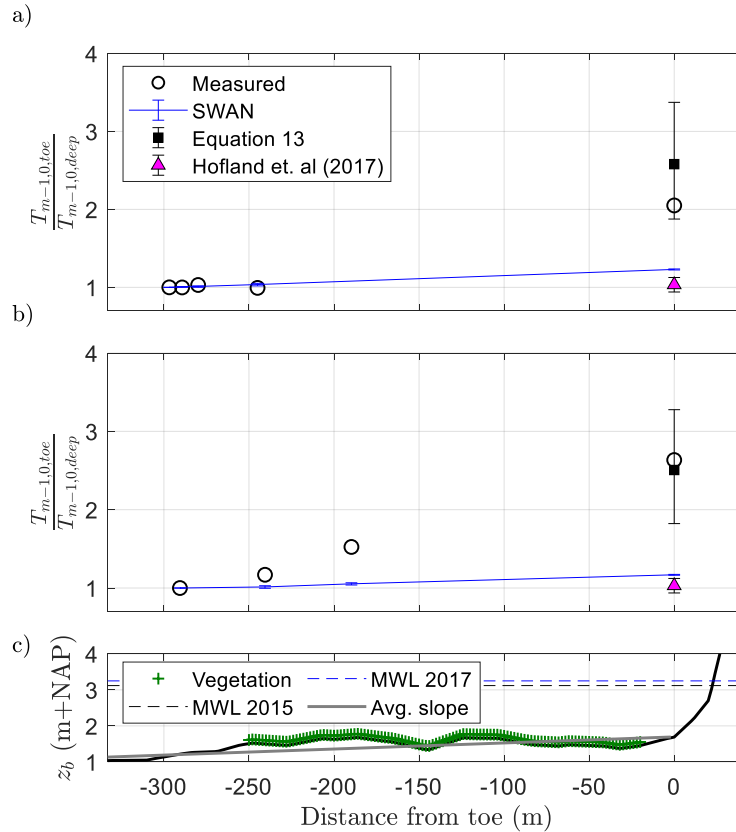 a)
4
3
2
1
T_{m-1,0,toe}
T_{m-1,0,deep}
Measured
SWAN
Equation 13
Hofland et. al (2017)
b)
4
3
2
1
T_{m-1,0,toe}
T_{m-1,0,deep}
c)
4
3
2
1
z_b (m+NAP)
Vegetation
MWL 2017
MWL 2015
Avg. slope
-300 -250 -200 -150 -100 -50 0
Distance from toe (m)